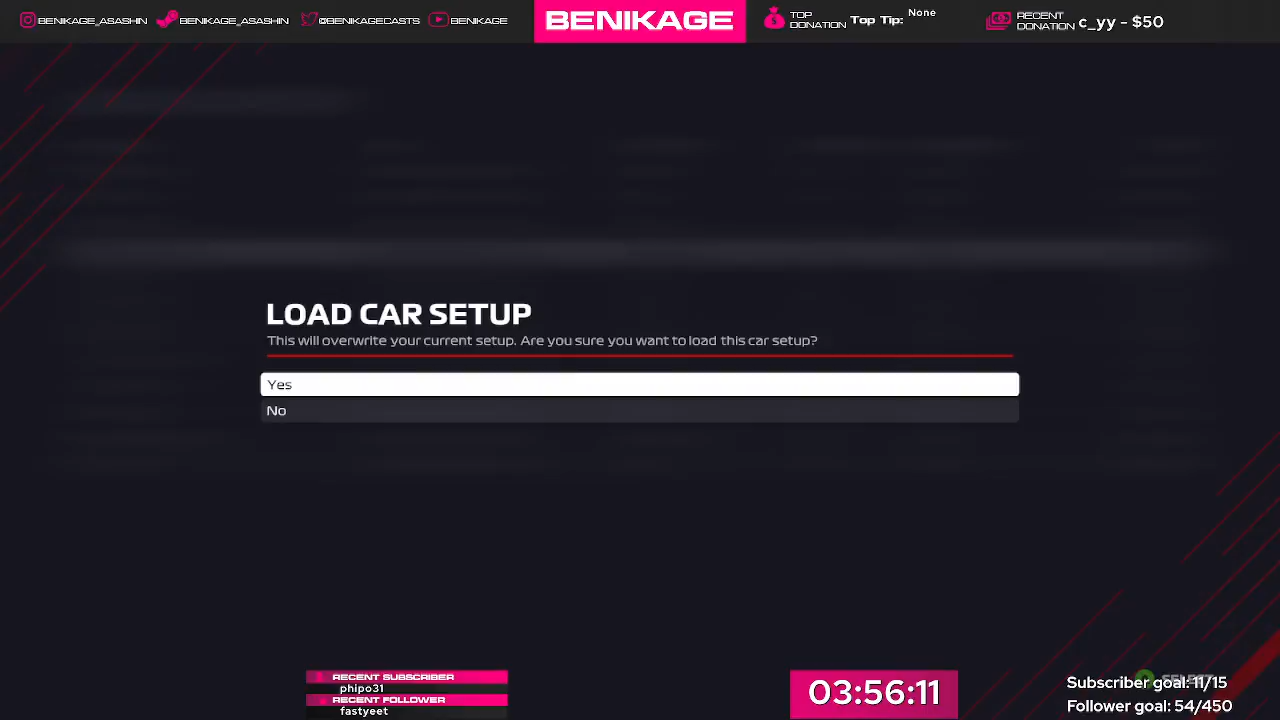 BENIKAGE_ASASHIN
BENIKAGE_ASASHIN
@BENIKAGECASTS
BENIKAGE
BENIKAGE
TOP DONATION
Top Tip: None
RECENT DONATION
c_yy - $50
LOAD CAR SETUP
This will overwrite your current setup. Are you sure you want to load this car setup?
Yes
No
RECENT SUBSCRIBER
phipo31
RECENT FOLLOWER
fastyeet
03:56:11
Subscriber goal: 11/15
Follower goal: 54/450